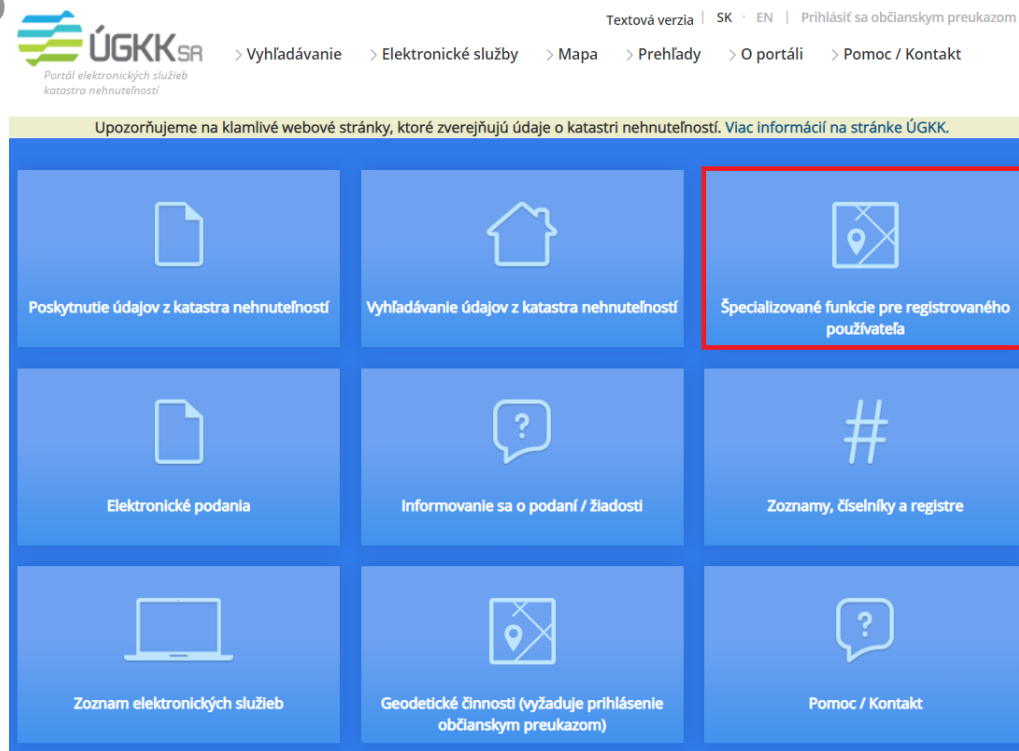 Textová verzia | SK · EN | Prihlásiť sa občianskym preukazom
ÚGKK SR
Portál elektronických služieb
katastra nehnuteľností
> Vyhľadávanie > Elektronické služby > Mapa > Prehľady > O portáli > Pomoc / Kontakt
Upozorňujeme na klamlivé webové stránky, ktoré zverejňujú údaje o katastri nehnuteľností. Viac informácií na stránke ÚGKK.
Poskytnutie údajov z katastra nehnuteľností
Vyhľadávanie údajov z katastra nehnuteľností
Špecializované funkcie pre registrovaného
používateľa
Elektronické podania
?
Informovanie sa o podaní / žiadosti
#
Zoznamy, číselníky a registre
Zoznam elektronických služieb
Geodetické činnosti (vyžaduje prihlásenie
občianskym preukazom)
?
Pomoc / Kontakt